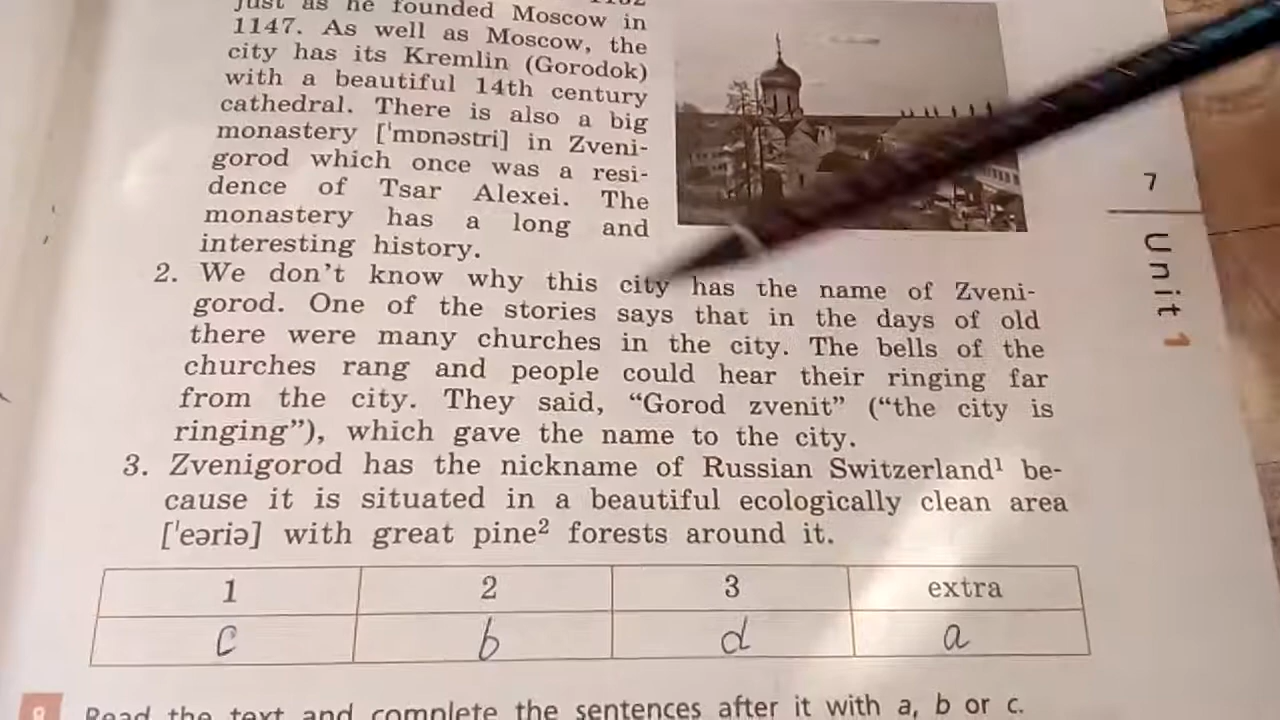 just as he founded Moscow in
1147. As well as Moscow, the
city has its Kremlin (Gorodok)
with a beautiful 14th century
cathedral. There is also a big
monastery [ˈmɒnəstri] in Zveni-
gorod which once was a resi-
dence of Tsar Alexei. The
monastery has a long and
interesting history.
2. We don't know why this city has the name of Zveni-
gorod. One of the stories says that in the days of old
there were many churches in the city. The bells of the
churches rang and people could hear their ringing far
from the city. They said, “Gorod zvenit” (“the city is
ringing”), which gave the name to the city.
3. Zvenigorod has the nickname of Russian Switzerland¹ be-
cause it is situated in a beautiful ecologically clean area
[ˈeəriə] with great pine² forests around it.
1 2 3 extra
c b d a
8 Read the text and complete the sentences after it with a, b or c.
7
Unit 1